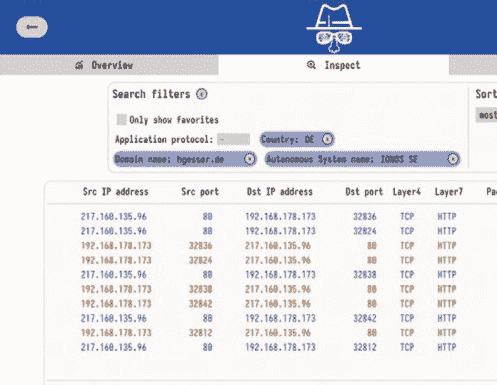 Overview Inspect
Search filters Sort
Only show favorites most
Application protocol: - Country: DE
Domain name: hgesser.de Autonomous System name: IONOS SE
Src IP address Src port Dst IP address Dst port Layer4 Layer7 Pa
217.160.135.96 80 192.168.178.173 32836 TCP HTTP
217.160.135.96 80 192.168.178.173 32824 TCP HTTP
192.168.178.173 32836 217.160.135.96 80 TCP HTTP
192.168.178.173 32824 217.160.135.96 80 TCP HTTP
217.160.135.96 80 192.168.178.173 32838 TCP HTTP
192.168.178.173 32838 217.160.135.96 80 TCP HTTP
192.168.178.173 32842 217.160.135.96 80 TCP HTTP
217.160.135.96 80 192.168.178.173 32842 TCP HTTP
192.168.178.173 32812 217.160.135.96 80 TCP HTTP
217.160.135.96 80 192.168.178.173 32812 TCP HTTP